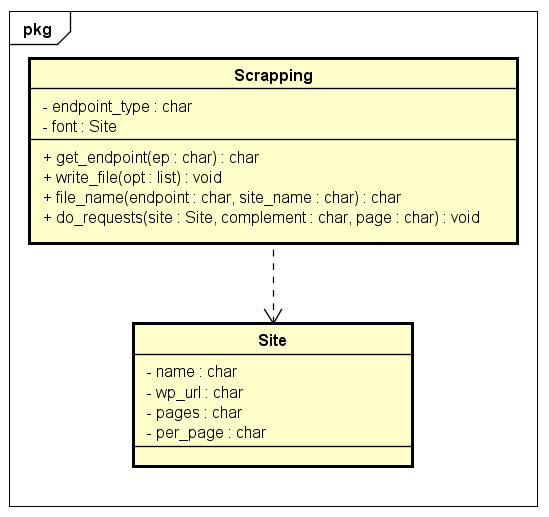 pkg
Scrapping
- endpoint_type : char
- font : Site
+ get_endpoint(ep : char) : char
+ write_file(opt : list) : void
+ file_name(endpoint : char, site_name : char) : char
+ do_requests(site : Site, complement : char, page : char) : void
Site
- name : char
- wp_url : char
- pages : char
- per_page : char